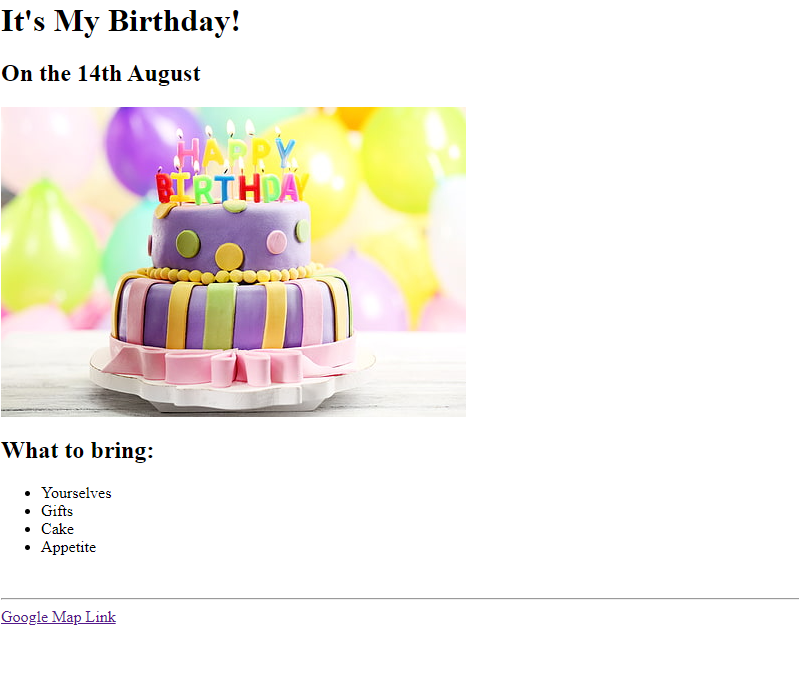 It's My Birthday!
On the 14th August
HAPPY
BIRTHDAY
What to bring:
Yourselves
Gifts
Cake
Appetite
Google Map Link